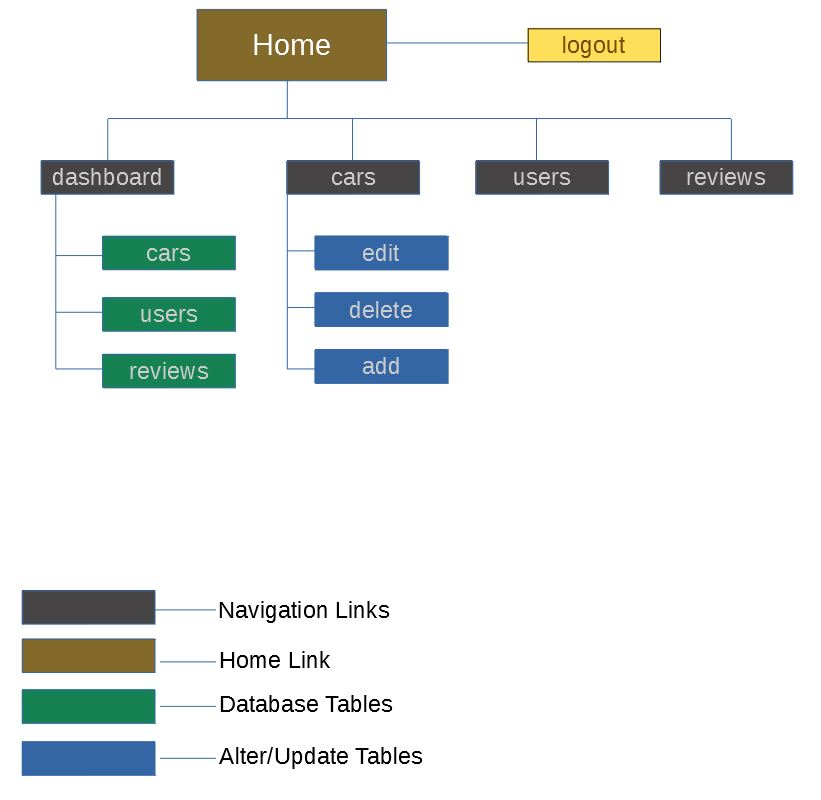 Home
logout
dashboard
cars
users
reviews
cars
edit
users
delete
reviews
add
Navigation Links
Home Link
Database Tables
Alter/Update Tables